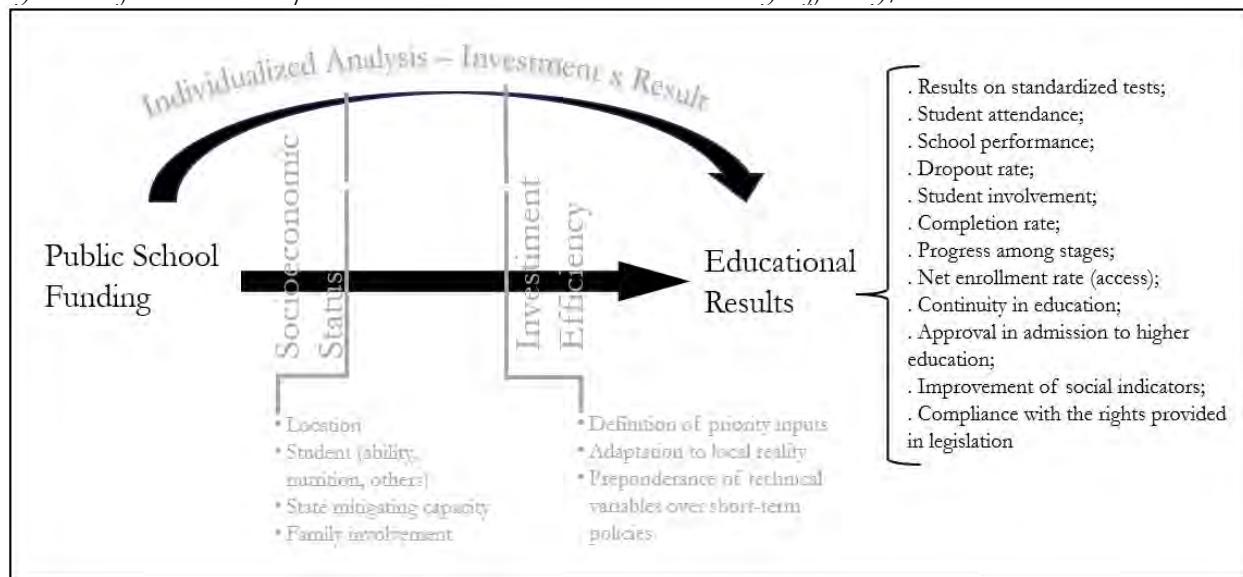 Individualized Analysis – Investment x Result
Socioeconomic
Status
Investiment
Efficiency
Public School
Funding
Educational
Results
. Results on standardized tests;
. Student attendance;
. School performance;
. Dropout rate;
. Student involvement;
. Completion rate;
. Progress among stages;
. Net enrollment rate (access);
. Continuity in education;
. Approval in admission to higher
education;
. Improvement of social indicators;
. Compliance with the rights provided
in legislation
• Location
• Student (ability,
nutrition, others)
• State mitigating capacity
• Family involvement
• Definition of priority inputs
• Adaptation to local reality
• Preponderance of technical
variables over short-term
policies